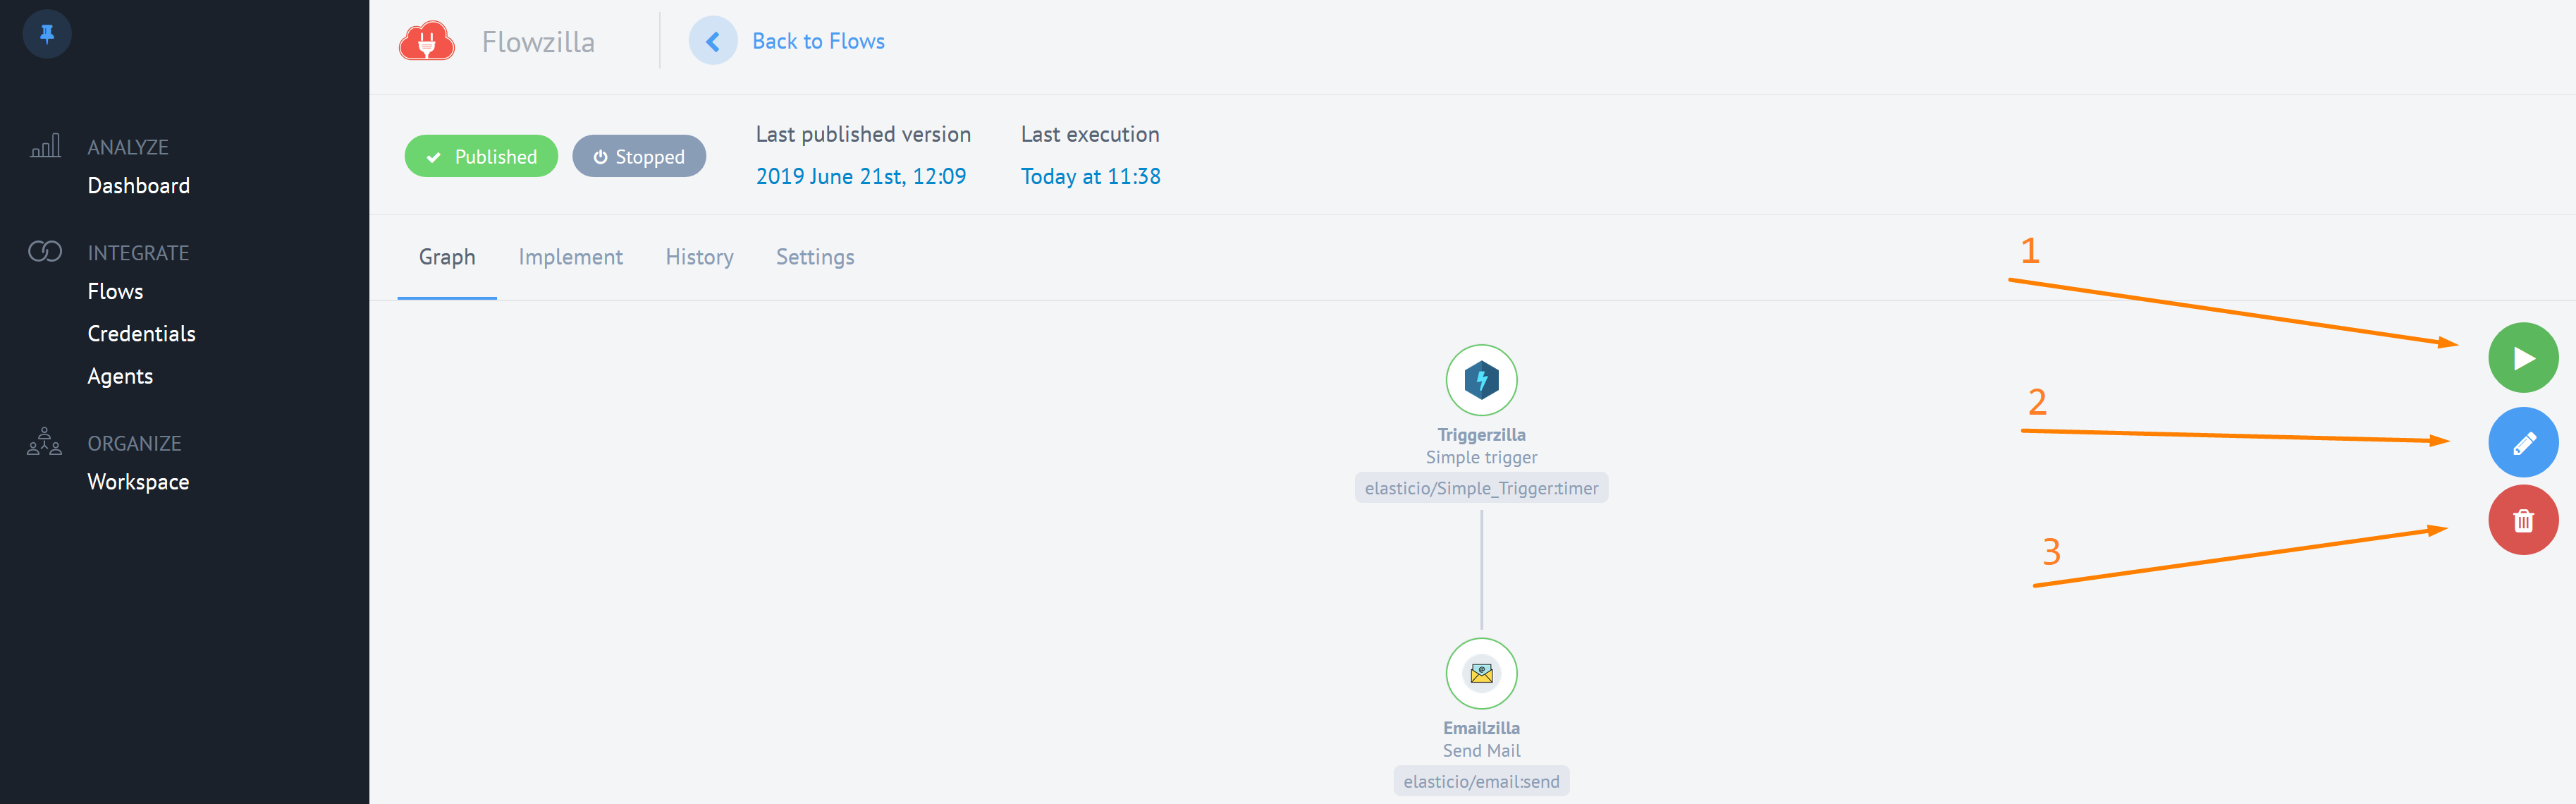 Flowzilla
Back to Flows
ANALYZE
Dashboard
INTEGRATE
Flows
Credentials
Agents
ORGANIZE
Workspace
Published
Stopped
Last published version
2019 June 21st, 12:09
Last execution
Today at 11:38
Graph
Implement
History
Settings
1
2
3
Triggerzilla
Simple trigger
elasticio/Simple_Trigger:timer
Emailzilla
Send Mail
elasticio/email:send